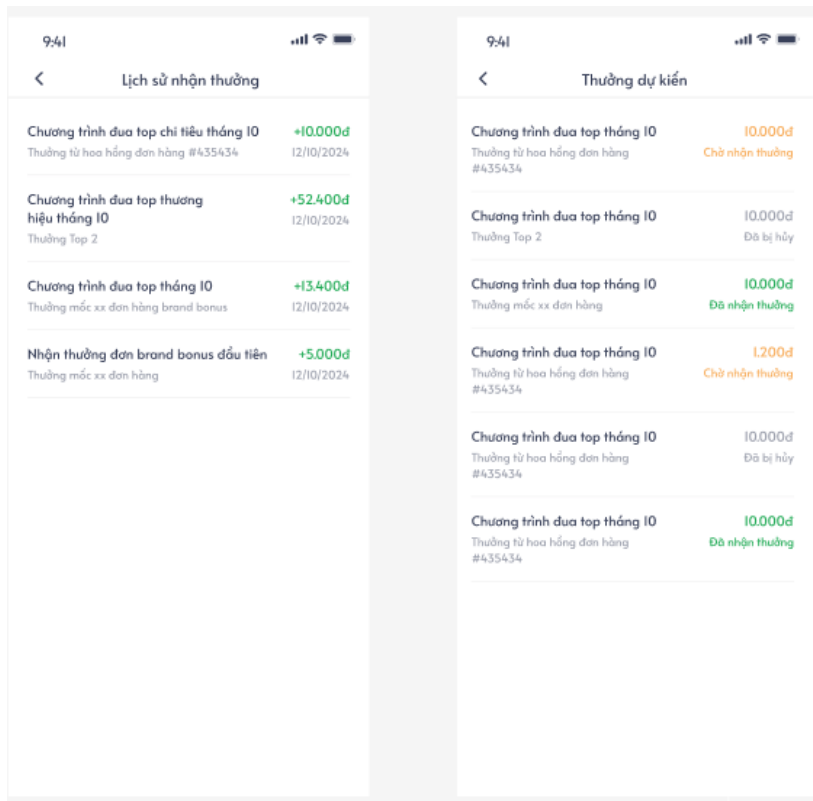 9:41
Lịch sử nhận thưởng
Chương trình đua top chi tiêu tháng 10
+10.000đ
Thưởng từ hoa hồng đơn hàng #435434
12/10/2024
Chương trình đua top thương
hiệu tháng 10
+52.400đ
12/10/2024
Thưởng Top 2
Chương trình đua top tháng 10
+13.400đ
Thưởng mốc xx đơn hàng brand bonus
12/10/2024
Nhận thưởng đơn brand bonus đầu tiên
+5.000đ
Thưởng mốc xx đơn hàng
12/10/2024
9:41
Thưởng dự kiến
Chương trình đua top tháng 10
10.000đ
Thưởng từ hoa hồng đơn hàng
#435434
Chờ nhận thưởng
Chương trình đua top tháng 10
10.000đ
Thưởng Top 2
Đã bị hủy
Chương trình đua top tháng 10
10.000đ
Thưởng mốc xx đơn hàng
Đã nhận thưởng
Chương trình đua top tháng 10
1.200đ
Thưởng từ hoa hồng đơn hàng
#435434
Chờ nhận thưởng
Chương trình đua top tháng 10
10.000đ
Thưởng từ hoa hồng đơn hàng
#435434
Đã bị hủy
Chương trình đua top tháng 10
10.000đ
Thưởng từ hoa hồng đơn hàng
#435434
Đã nhận thưởng